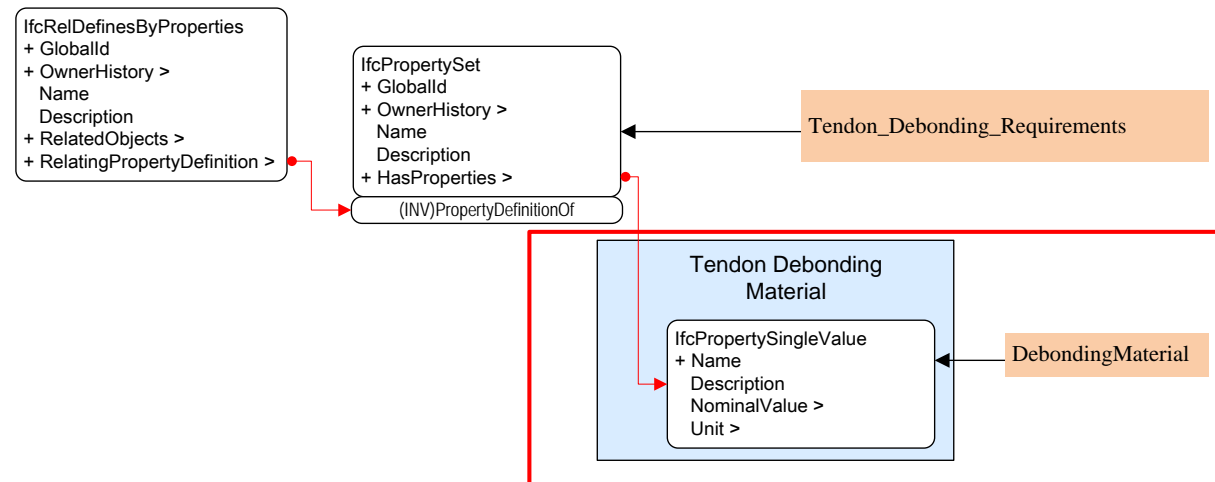 IfcRelDefinesByProperties
+ GlobalId
+ OwnerHistory >
Name
Description
+ RelatedObjects >
+ RelatingPropertyDefinition >
IfcPropertySet
+ GlobalId
+ OwnerHistory >
Name
Description
+ HasProperties >
(INV)PropertyDefinitionOf
Tendon_Debonding_Requirements
Tendon Debonding
Material
IfcPropertySingleValue
+ Name
Description
NominalValue >
Unit >
DebondingMaterial